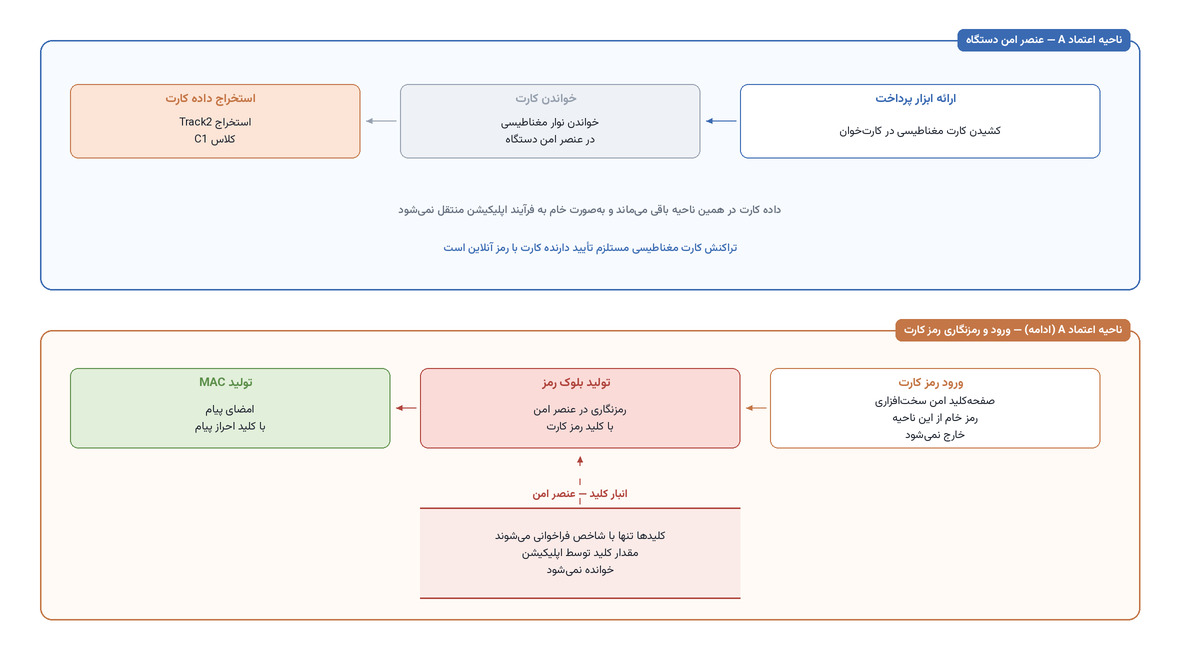 ناحیه اعتماد A — عنصر امن دستگاه
ارائه ابزار پرداخت
کشیدن کارت مغناطیسی در کارت‌خوان
خواندن کارت
خواندن نوار مغناطیسی
در عنصر امن دستگاه
استخراج داده کارت
استخراج Track2
کلاس C1
داده کارت در همین ناحیه باقی می‌ماند و به‌صورت خام به فرآیند اپلیکیشن منتقل نمی‌شود
تراکنش کارت مغناطیسی مستلزم تأیید دارنده کارت با رمز آنلاین است
ناحیه اعتماد A (ادامه) — ورود و رمزنگاری رمز کارت
ورود رمز کارت
صفحه‌کلید امن سخت‌افزاری
رمز خام از این ناحیه
خارج نمی‌شود
تولید بلوک رمز
رمزنگاری در عنصر امن
با کلید رمز کارت
تولید MAC
امضای پیام
با کلید احراز پیام
انبار کلید — عنصر امن
کلیدها تنها با شاخص فراخوانی می‌شوند
مقدار کلید توسط اپلیکیشن
خوانده نمی‌شود